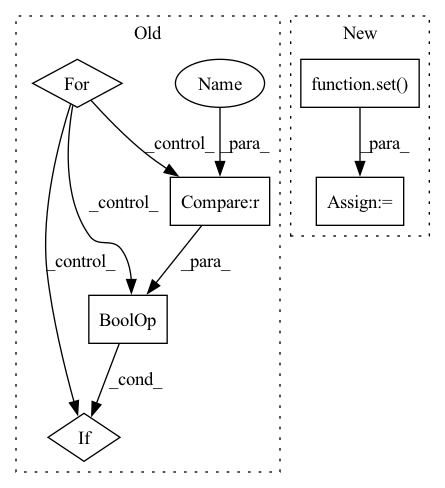 Old
New
For
Name
function.set()
_control_
_para_
_para_
Compare:r
Assign:=
_control_
_control_
_para_
BoolOp
_cond_
If